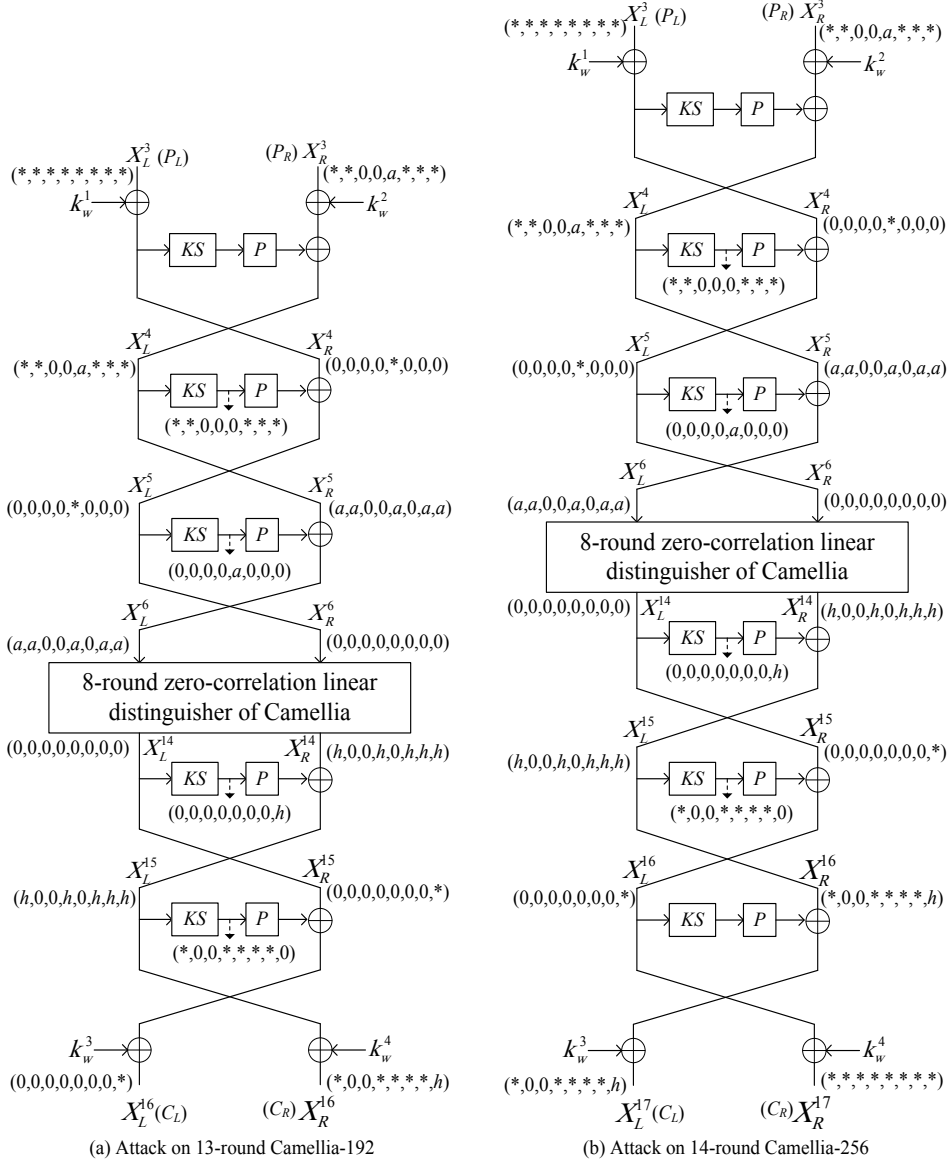 X_L^3 (P_L)
(P_R) X_R^3
(*,*,*,*,*,*,*,*)
(*,*,0,0,a,*,*,*)
k_w^1
k_w^2
KS
P
X_L^4
X_R^4
(*,*,0,0,a,*,*,*)
(0,0,0,0,*,0,0,0)
KS
P
(*,*,0,0,0,*,*,*)
X_L^5
X_R^5
(0,0,0,0,*,0,0,0)
(a,a,0,0,a,0,a,a)
KS
P
(0,0,0,0,a,0,0,0)
X_L^6
X_R^6
(a,a,0,0,a,0,a,a)
(0,0,0,0,0,0,0,0)
8-round zero-correlation linear
distinguisher of Camellia
(0,0,0,0,0,0,0,0)
X_L^14
X_R^14
(h,0,0,h,0,h,h,h)
KS
P
(0,0,0,0,0,0,0,h)
X_L^15
X_R^15
(h,0,0,h,0,h,h,h)
(0,0,0,0,0,0,0,*)
KS
P
(*,0,0,*,*,*,*,0)
k_w^3
k_w^4
(0,0,0,0,0,0,0,*)
(*,0,0,*,*,*,*,h)
X_L^16 (C_L)
(C_R) X_R^16
(a) Attack on 13-round Camellia-192
X_L^3 (P_L)
(P_R) X_R^3
(*,*,*,*,*,*,*,*)
(*,*,0,0,a,*,*,*)
k_w^1
k_w^2
KS
P
X_L^4
X_R^4
(*,*,0,0,a,*,*,*)
(0,0,0,0,*,0,0,0)
KS
P
(*,*,0,0,0,*,*,*)
X_L^5
X_R^5
(0,0,0,0,*,0,0,0)
(a,a,0,0,a,0,a,a)
KS
P
(0,0,0,0,a,0,0,0)
X_L^6
X_R^6
(a,a,0,0,a,0,a,a)
(0,0,0,0,0,0,0,0)
8-round zero-correlation linear
distinguisher of Camellia
(0,0,0,0,0,0,0,0)
X_L^14
X_R^14
(h,0,0,h,0,h,h,h)
KS
P
(0,0,0,0,0,0,0,h)
X_L^15
X_R^15
(h,0,0,h,0,h,h,h)
(0,0,0,0,0,0,0,*)
KS
P
(*,0,0,*,*,*,*,0)
X_L^16
X_R^16
(0,0,0,0,0,0,0,*)
(*,0,0,*,*,*,*,h)
KS
P
k_w^3
k_w^4
(*,0,0,*,*,*,*,h)
(*,*,*,*,*,*,*,*)
X_L^17 (C_L)
(C_R) X_R^17
(b) Attack on 14-round Camellia-256